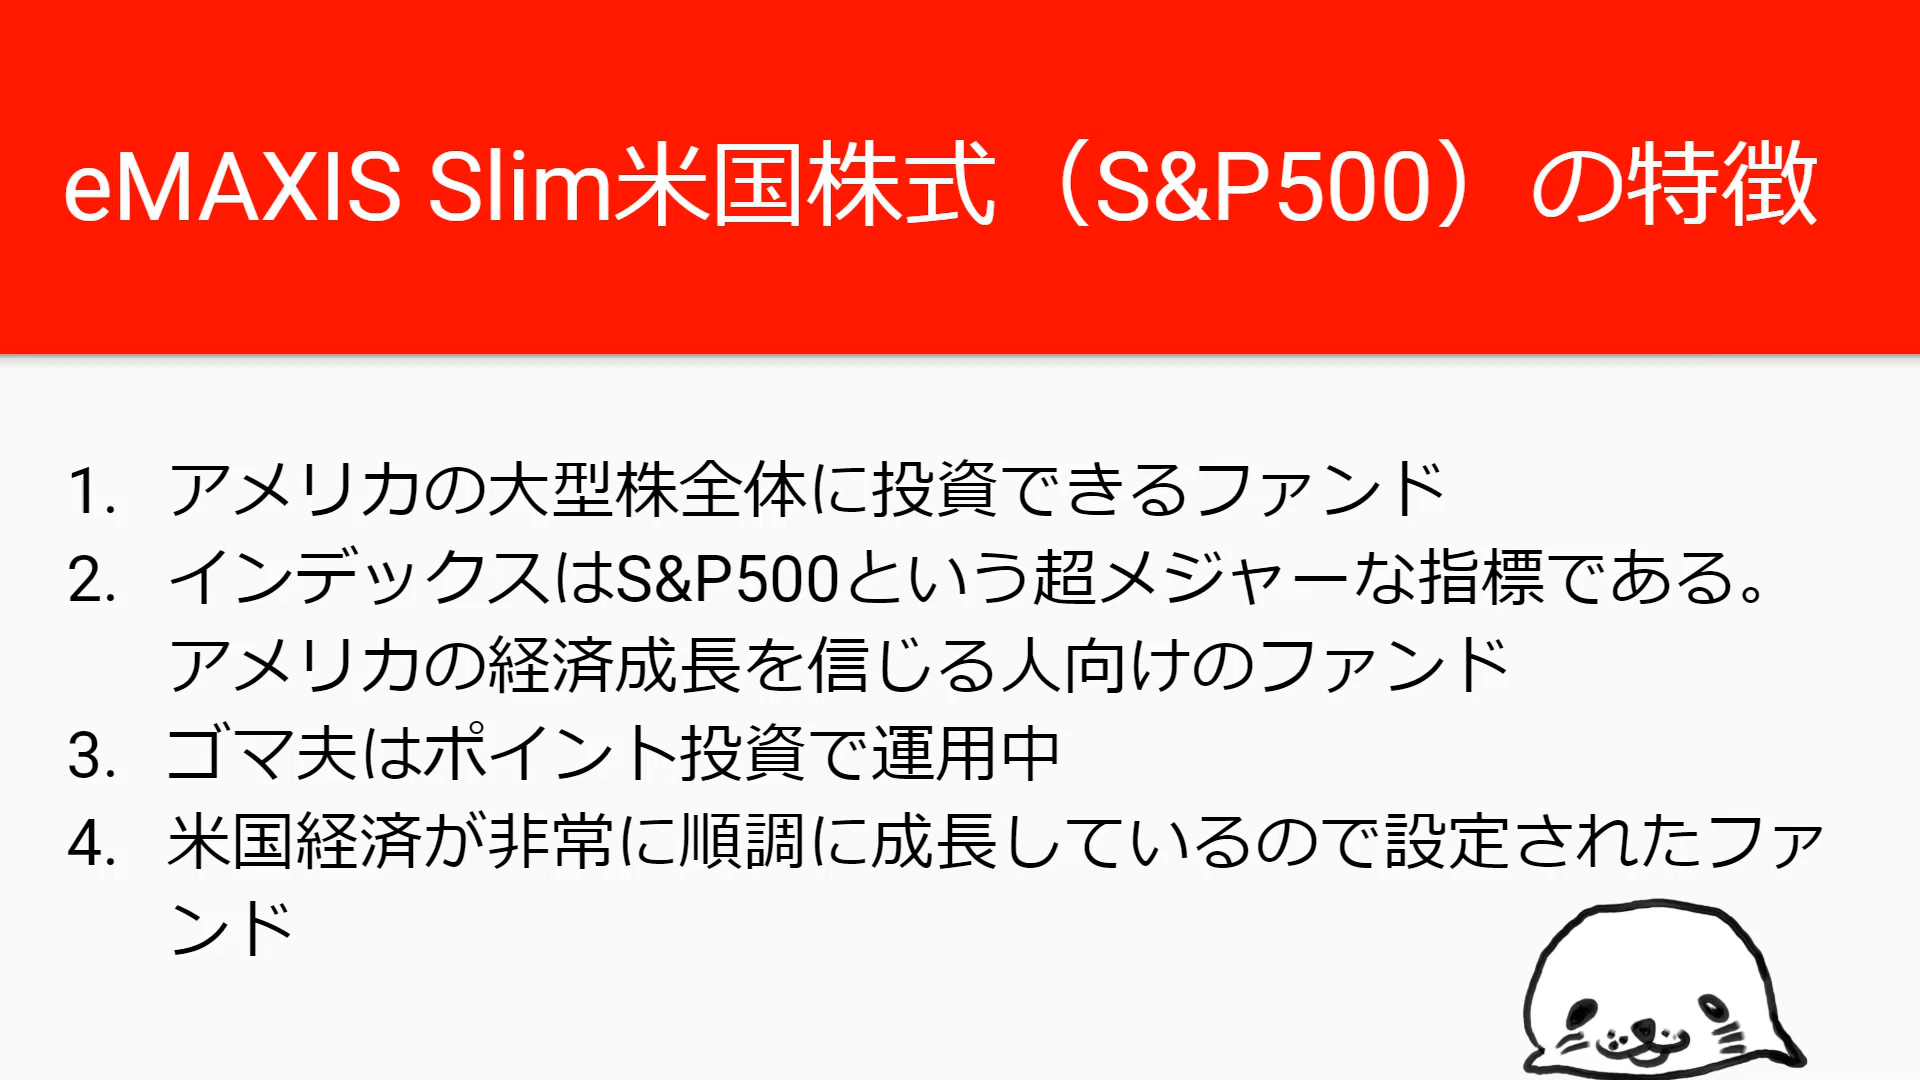 eMAXIS Slim米国株式（S&P500）の特徴
1. アメリカの大型株全体に投資できるファンド
2. インデックスはS&P500という超メジャーな指標である。
アメリカの経済成長を信じる人向けのファンド
3. ゴマ夫はポイント投資で運用中
4. 米国経済が非常に順調に成長しているので設定されたファ
ンド